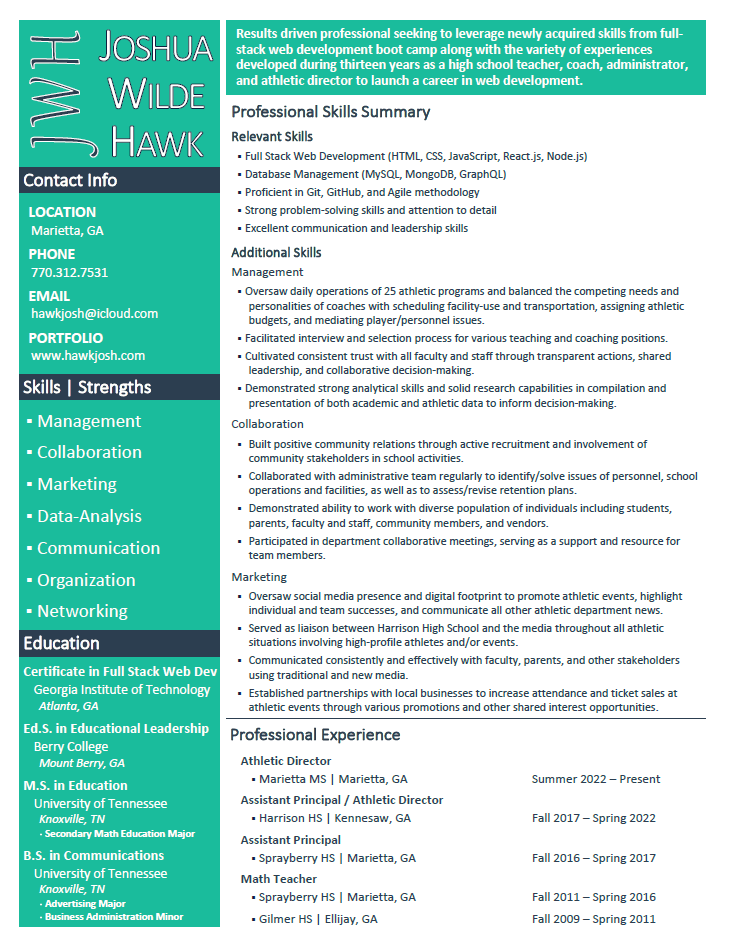 JWH
JOSHUA
WILDE
HAWK
Contact Info
LOCATION
Marietta, GA
PHONE
770.312.7531
EMAIL
hawkjosh@icloud.com
PORTFOLIO
www.hawkjosh.com
Skills | Strengths
▪ Management
▪ Collaboration
▪ Marketing
▪ Data-Analysis
▪ Communication
▪ Organization
▪ Networking
Education
Certificate in Full Stack Web Dev
Georgia Institute of Technology
Atlanta, GA
Ed.S. in Educational Leadership
Berry College
Mount Berry, GA
M.S. in Education
University of Tennessee
Knoxville, TN
· Secondary Math Education Major
B.S. in Communications
University of Tennessee
Knoxville, TN
· Advertising Major
· Business Administration Minor
Results driven professional seeking to leverage newly acquired skills from full-
stack web development boot camp along with the variety of experiences
developed during thirteen years as a high school teacher, coach, administrator,
and athletic director to launch a career in web development.
Professional Skills Summary
Relevant Skills
▪ Full Stack Web Development (HTML, CSS, JavaScript, React.js, Node.js)
▪ Database Management (MySQL, MongoDB, GraphQL)
▪ Proficient in Git, GitHub, and Agile methodology
▪ Strong problem-solving skills and attention to detail
▪ Excellent communication and leadership skills
Additional Skills
Management
▪ Oversaw daily operations of 25 athletic programs and balanced the competing needs and
personalities of coaches with scheduling facility-use and transportation, assigning athletic
budgets, and mediating player/personnel issues.
▪ Facilitated interview and selection process for various teaching and coaching positions.
▪ Cultivated consistent trust with all faculty and staff through transparent actions, shared
leadership, and collaborative decision-making.
▪ Demonstrated strong analytical skills and solid research capabilities in compilation and
presentation of both academic and athletic data to inform decision-making.
Collaboration
▪ Built positive community relations through active recruitment and involvement of
community stakeholders in school activities.
▪ Collaborated with administrative team regularly to identify/solve issues of personnel, school
operations and facilities, as well as to assess/revise retention plans.
▪ Demonstrated ability to work with diverse population of individuals including students,
parents, faculty and staff, community members, and vendors.
▪ Participated in department collaborative meetings, serving as a support and resource for
team members.
Marketing
▪ Oversaw social media presence and digital footprint to promote athletic events, highlight
individual and team successes, and communicate all other athletic department news.
▪ Served as liaison between Harrison High School and the media throughout all athletic
situations involving high-profile athletes and/or events.
▪ Communicated consistently and effectively with faculty, parents, and other stakeholders
using traditional and new media.
▪ Established partnerships with local businesses to increase attendance and ticket sales at
athletic events through various promotions and other shared interest opportunities.
Professional Experience
Athletic Director
▪ Marietta MS | Marietta, GA Summer 2022 – Present
Assistant Principal / Athletic Director
▪ Harrison HS | Kennesaw, GA Fall 2017 – Spring 2022
Assistant Principal
▪ Sprayberry HS | Marietta, GA Fall 2016 – Spring 2017
Math Teacher
▪ Sprayberry HS | Marietta, GA Fall 2011 – Spring 2016
▪ Gilmer HS | Ellijay, GA Fall 2009 – Spring 2011